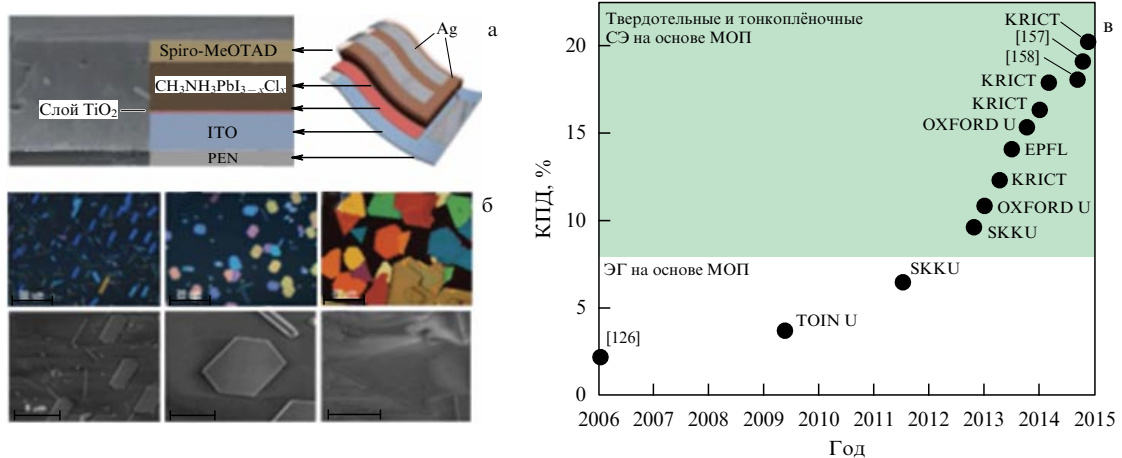 а
Ag
Spiro-MeOTAD
CH₃NH₃PbI₃₋ₓClₓ
Слой TiO₂
ITO
PEN
б
в
КПД, %
20
15
10
5
0
Твердотельные и тонкоплёночные
СЭ на основе МОП
KRICT
[157]
[158]
KRICT
KRICT
OXFORD U
EPFL
KRICT
OXFORD U
SKKU
ЭГ на основе МОП
SKKU
TOIN U
[126]
2006 2007 2008 2009 2010 2011 2012 2013 2014 2015
Год